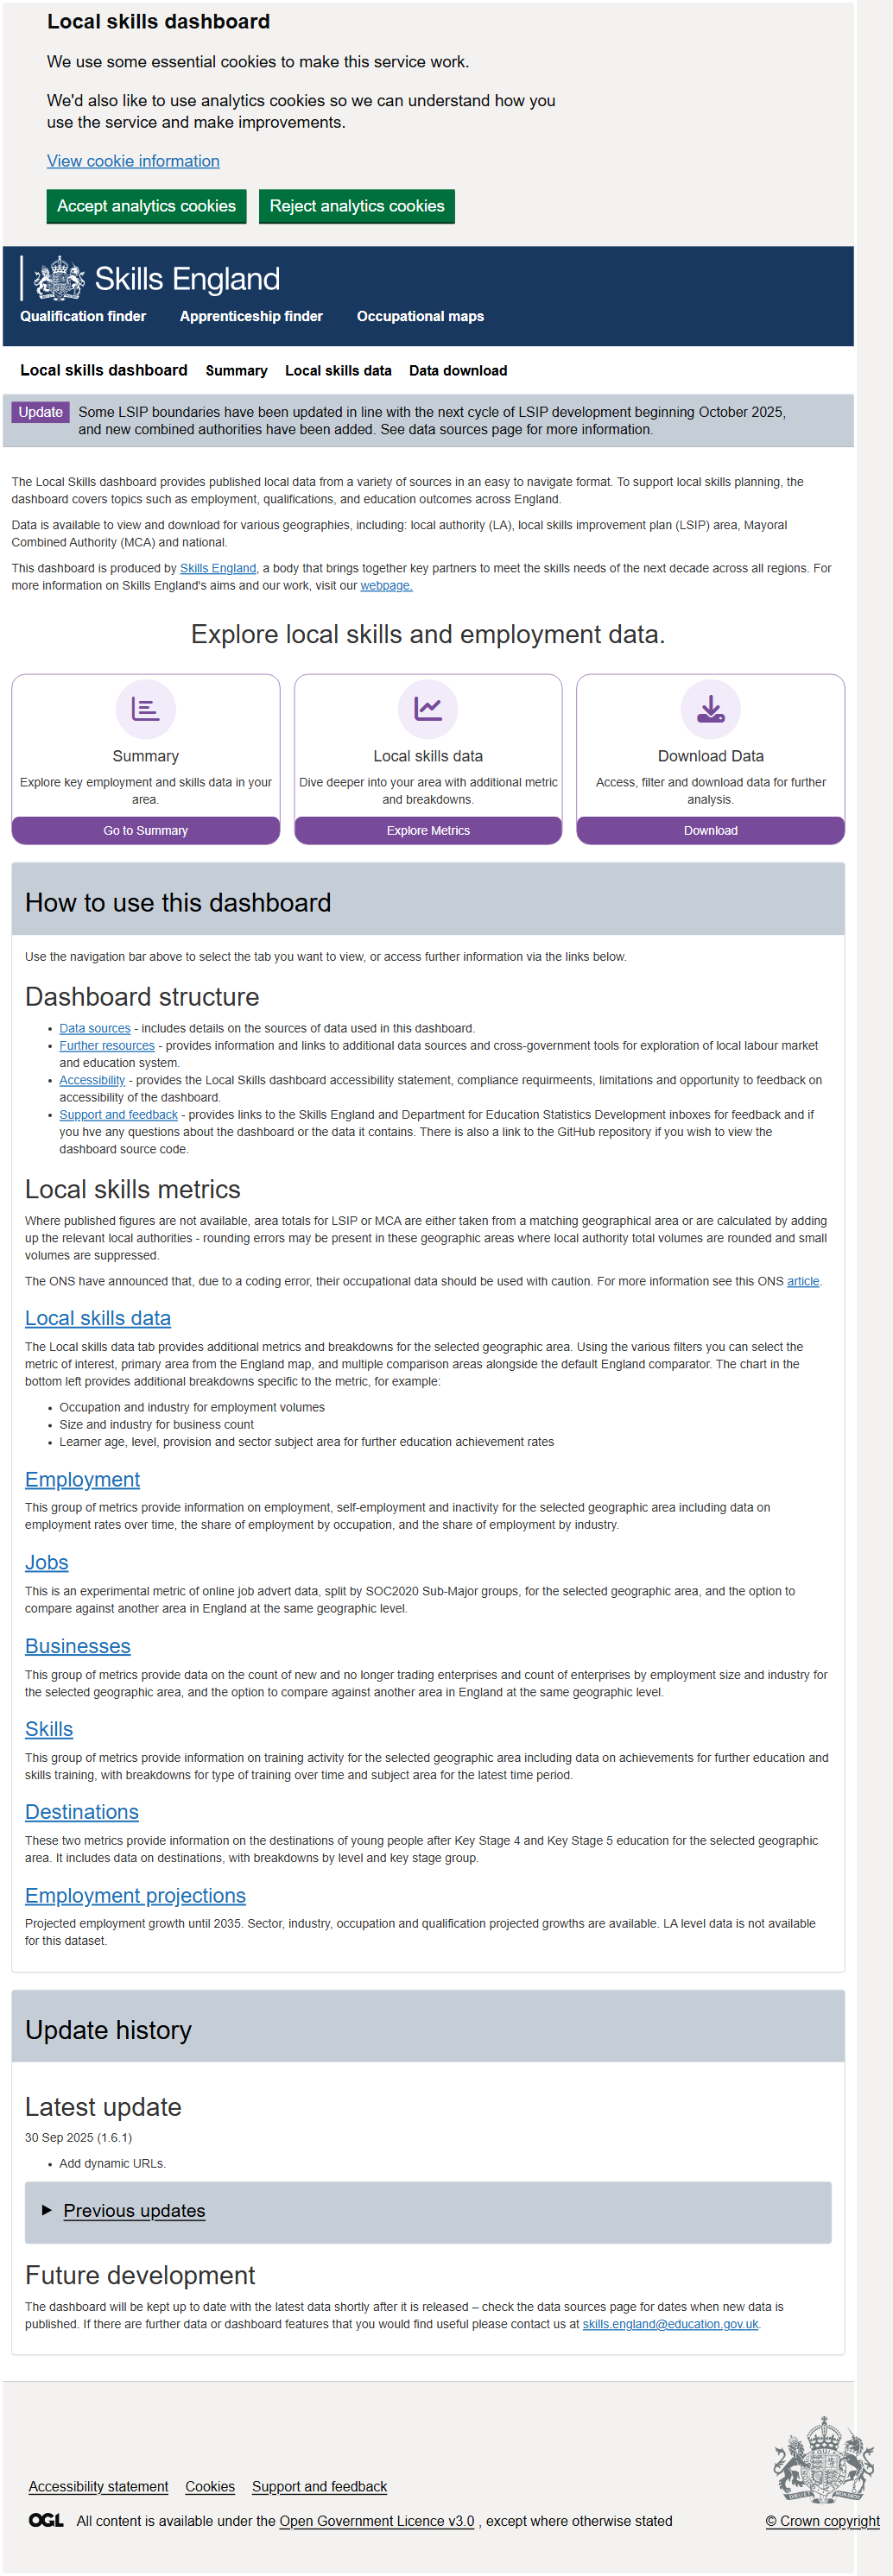 Local skills dashboard
We use some essential cookies to make this service work.
We'd also like to use analytics cookies so we can understand how you
use the service and make improvements.
View cookie information
Accept analytics cookies Reject analytics cookies
Skills England
Qualification finder Apprenticeship finder Occupational maps
Local skills dashboard Summary Local skills data Data download
Update Some LSIP boundaries have been updated in line with the next cycle of LSIP development beginning October 2025,
and new combined authorities have been added. See data sources page for more information.
The Local Skills dashboard provides published local data from a variety of sources in an easy to navigate format. To support local skills planning, the
dashboard covers topics such as employment, qualifications, and education outcomes across England.
Data is available to view and download for various geographies, including: local authority (LA), local skills improvement plan (LSIP) area, Mayoral
Combined Authority (MCA) and national.
This dashboard is produced by Skills England, a body that brings together key partners to meet the skills needs of the next decade across all regions. For
more information on Skills England's aims and our work, visit our webpage.
Explore local skills and employment data.
Summary
Explore key employment and skills data in your
area.
Go to Summary
Local skills data
Dive deeper into your area with additional metric
and breakdowns.
Explore Metrics
Download Data
Access, filter and download data for further
analysis.
Download
How to use this dashboard
Use the navigation bar above to select the tab you want to view, or access further information via the links below.
Dashboard structure
• Data sources - includes details on the sources of data used in this dashboard.
• Further resources - provides information and links to additional data sources and cross-government tools for exploration of local labour market
and education system.
• Accessibility - provides the Local Skills dashboard accessibility statement, compliance requirmeents, limitations and opportunity to feedback on
accessibility of the dashboard.
• Support and feedback - provides links to the Skills England and Department for Education Statistics Development inboxes for feedback and if
you hve any questions about the dashboard or the data it contains. There is also a link to the GitHub repository if you wish to view the
dashboard source code.
Local skills metrics
Where published figures are not available, area totals for LSIP or MCA are either taken from a matching geographical area or are calculated by adding
up the relevant local authorities - rounding errors may be present in these geographic areas where local authority total volumes are rounded and small
volumes are suppressed.
The ONS have announced that, due to a coding error, their occupational data should be used with caution. For more information see this ONS article.
Local skills data
The Local skills data tab provides additional metrics and breakdowns for the selected geographic area. Using the various filters you can select the
metric of interest, primary area from the England map, and multiple comparison areas alongside the default England comparator. The chart in the
bottom left provides additional breakdowns specific to the metric, for example:
• Occupation and industry for employment volumes
• Size and industry for business count
• Learner age, level, provision and sector subject area for further education achievement rates
Employment
This group of metrics provide information on employment, self-employment and inactivity for the selected geographic area including data on
employment rates over time, the share of employment by occupation, and the share of employment by industry.
Jobs
This is an experimental metric of online job advert data, split by SOC2020 Sub-Major groups, for the selected geographic area, and the option to
compare against another area in England at the same geographic level.
Businesses
This group of metrics provide data on the count of new and no longer trading enterprises and count of enterprises by employment size and industry for
the selected geographic area, and the option to compare against another area in England at the same geographic level.
Skills
This group of metrics provide information on training activity for the selected geographic area including data on achievements for further education and
skills training, with breakdowns for type of training over time and subject area for the latest time period.
Destinations
These two metrics provide information on the destinations of young people after Key Stage 4 and Key Stage 5 education for the selected geographic
area. It includes data on destinations, with breakdowns by level and key stage group.
Employment projections
Projected employment growth until 2035. Sector, industry, occupation and qualification projected growths are available. LA level data is not available
for this dataset.
Update history
Latest update
30 Sep 2025 (1.6.1)
• Add dynamic URLs.
Previous updates
Future development
The dashboard will be kept up to date with the latest data shortly after it is released – check the data sources page for dates when new data is
published. If there are further data or dashboard features that you would find useful please contact us at skills.england@education.gov.uk.
Accessibility statement Cookies Support and feedback
OGL All content is available under the Open Government Licence v3.0 , except where otherwise stated
© Crown copyright